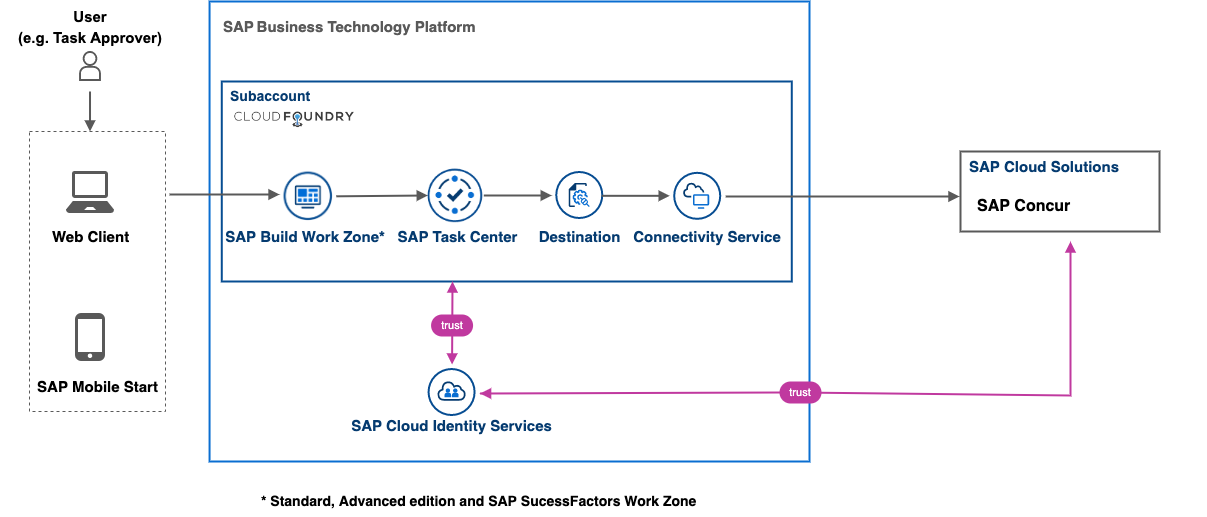 User
(e.g. Task Approver)
SAP Business Technology Platform
Subaccount
CLOUD FOUNDRY
SAP Cloud Solutions
SAP Concur
Web Client
SAP Build Work Zone*
SAP Task Center
Destination
Connectivity Service
trust
SAP Mobile Start
trust
SAP Cloud Identity Services
* Standard, Advanced edition and SAP SucessFactors Work Zone